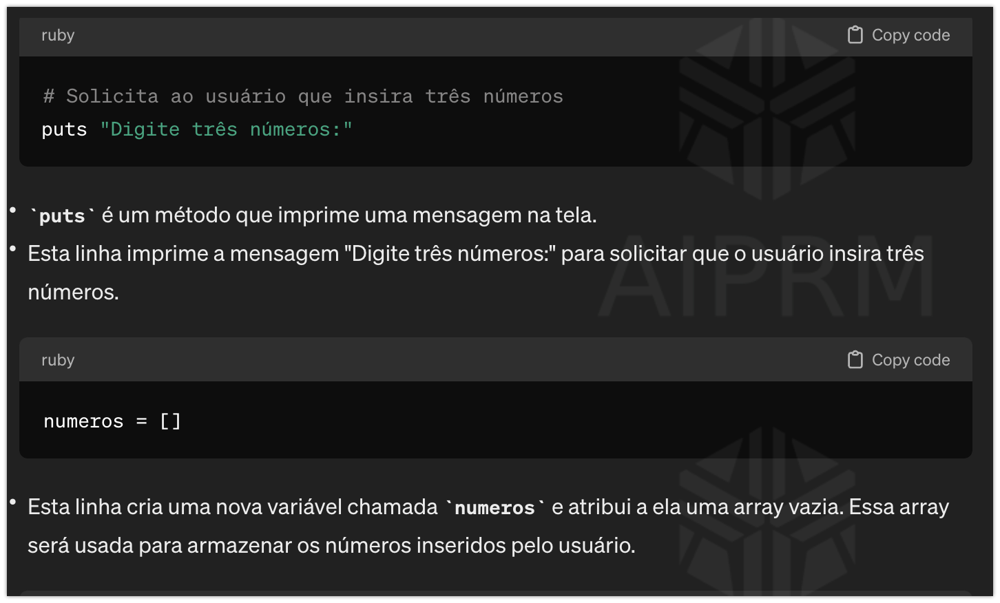 ruby Copy code
# Solicita ao usuário que insira três números
puts "Digite três números:"
• `puts` é um método que imprime uma mensagem na tela.
• Esta linha imprime a mensagem "Digite três números:" para solicitar que o usuário insira três
números.
AIPRM
ruby Copy code
numeros = []
• Esta linha cria uma nova variável chamada `numeros` e atribui a ela uma array vazia. Essa array
será usada para armazenar os números inseridos pelo usuário.